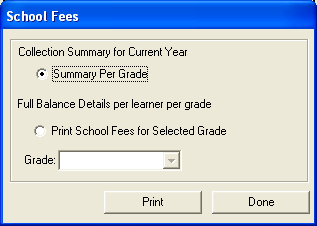 School Fees
Collection Summary for Current Year
Summary Per Grade
Full Balance Details per learner per grade
Print School Fees for Selected Grade
Grade:
Print Done